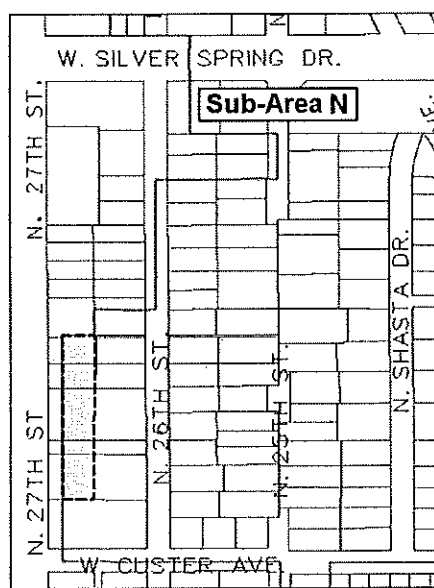 N.
W. SILVER SPRING DR.
Sub-Area N
N. 27TH ST.
N. SHASTA DR.
N. 26TH ST.
N. 25TH ST.
N. 27TH ST
W CUSTER AVE